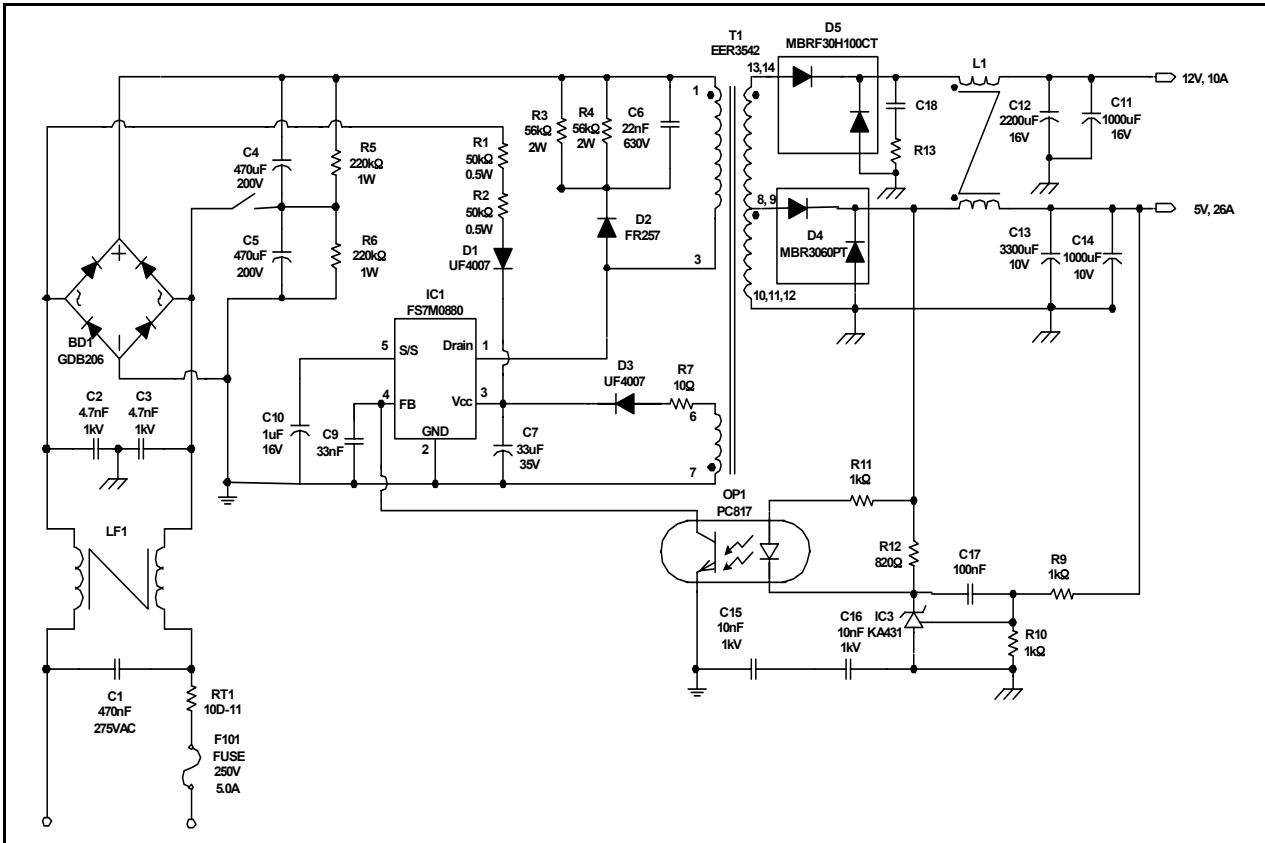 D5
MBRF30H100CT
T1
EER3542
L1
13,14
12V, 10A
1
C18
C12
2200uF
16V
C11
1000uF
16V
R3
56kΩ
2W
R4
56kΩ
2W
C6
22nF
630V
R1
50kΩ
0.5W
R13
C4
470uF
200V
R5
220kΩ
1W
R2
50kΩ
0.5W
8, 9
5V, 26A
D2
FR257
D4
MBR3060PT
C5
470uF
200V
R6
220kΩ
1W
D1
UF4007
3
C13
3300uF
10V
C14
1000uF
10V
10,11,12
IC1
FS7M0880
BD1
GDB206
5
S/S
Drain
1
D3
UF4007
R7
10Ω
4
FB
Vcc
3
6
C2
4.7nF
1kV
C3
4.7nF
1kV
C10
1uF
16V
C9
33nF
GND
2
C7
33uF
35V
7
R11
1kΩ
OP1
PC817
LF1
R12
820Ω
C17
100nF
R9
1kΩ
C15
10nF
1kV
C16
10nF
1kV
IC3
KA431
R10
1kΩ
C1
470nF
275VAC
RT1
10D-11
F101
FUSE
250V
5.0A